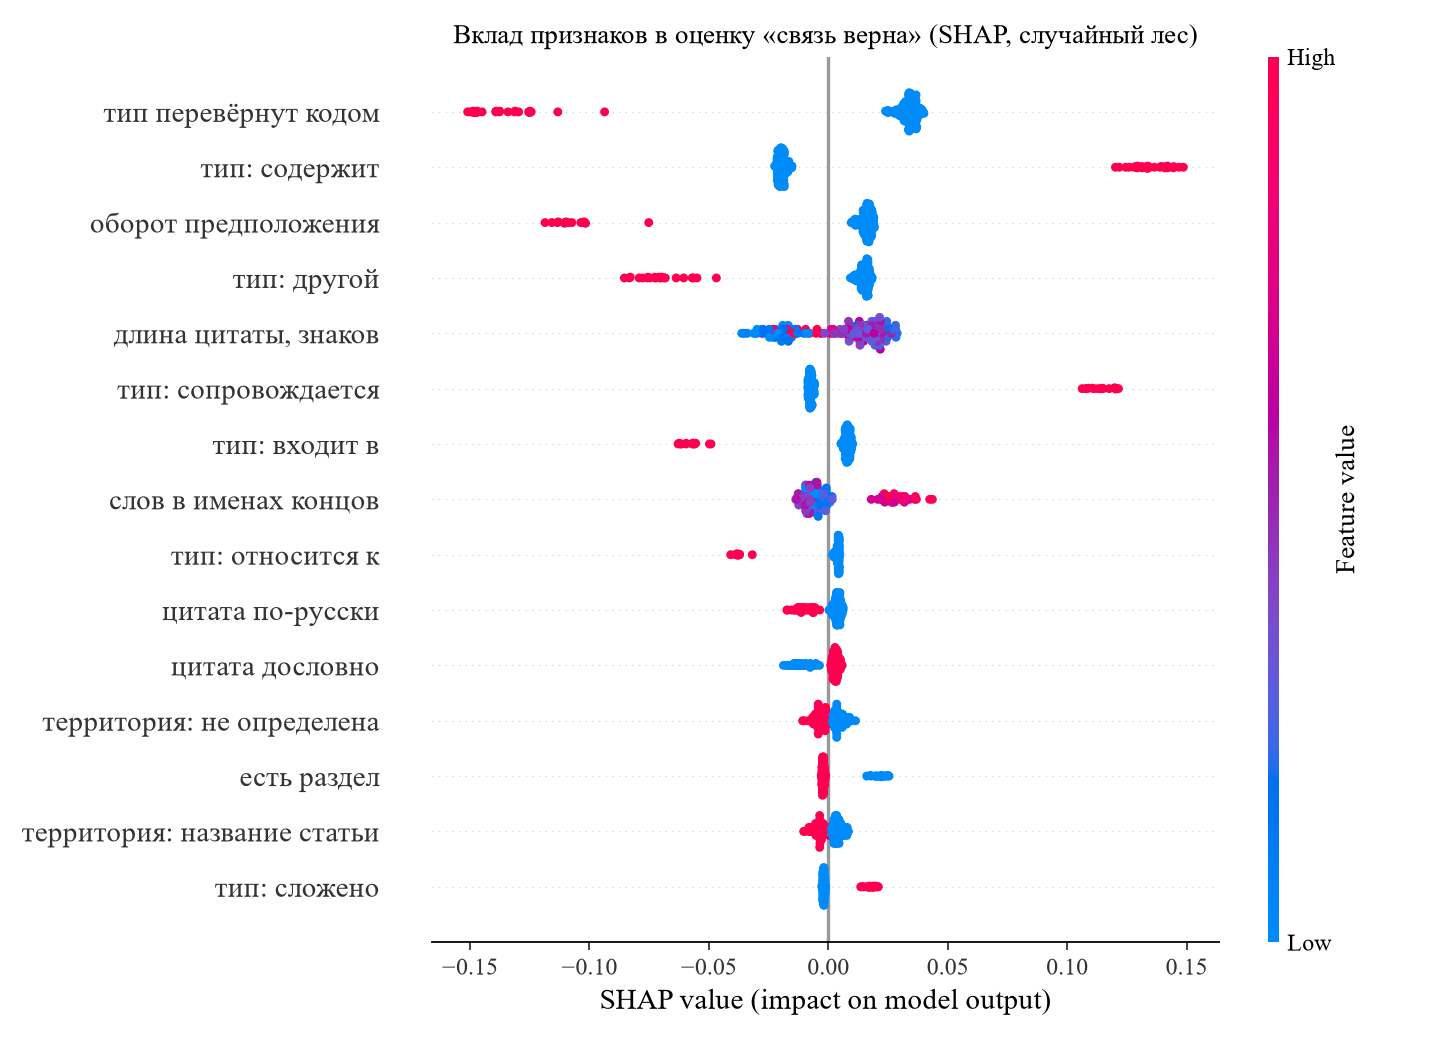 Вклад признаков в оценку «связь верна» (SHAP, случайный лес)
High
тип перевёрнут кодом
тип: содержит
оборот предположения
тип: другой
длина цитаты, знаков
тип: сопровождается
тип: входит в
слов в именах концов
тип: относится к
цитата по-русски
цитата дословно
территория: не определена
есть раздел
территория: название статьи
тип: сложено
Feature value
Low
−0.15 −0.10 −0.05 0.00 0.05 0.10 0.15
SHAP value (impact on model output)